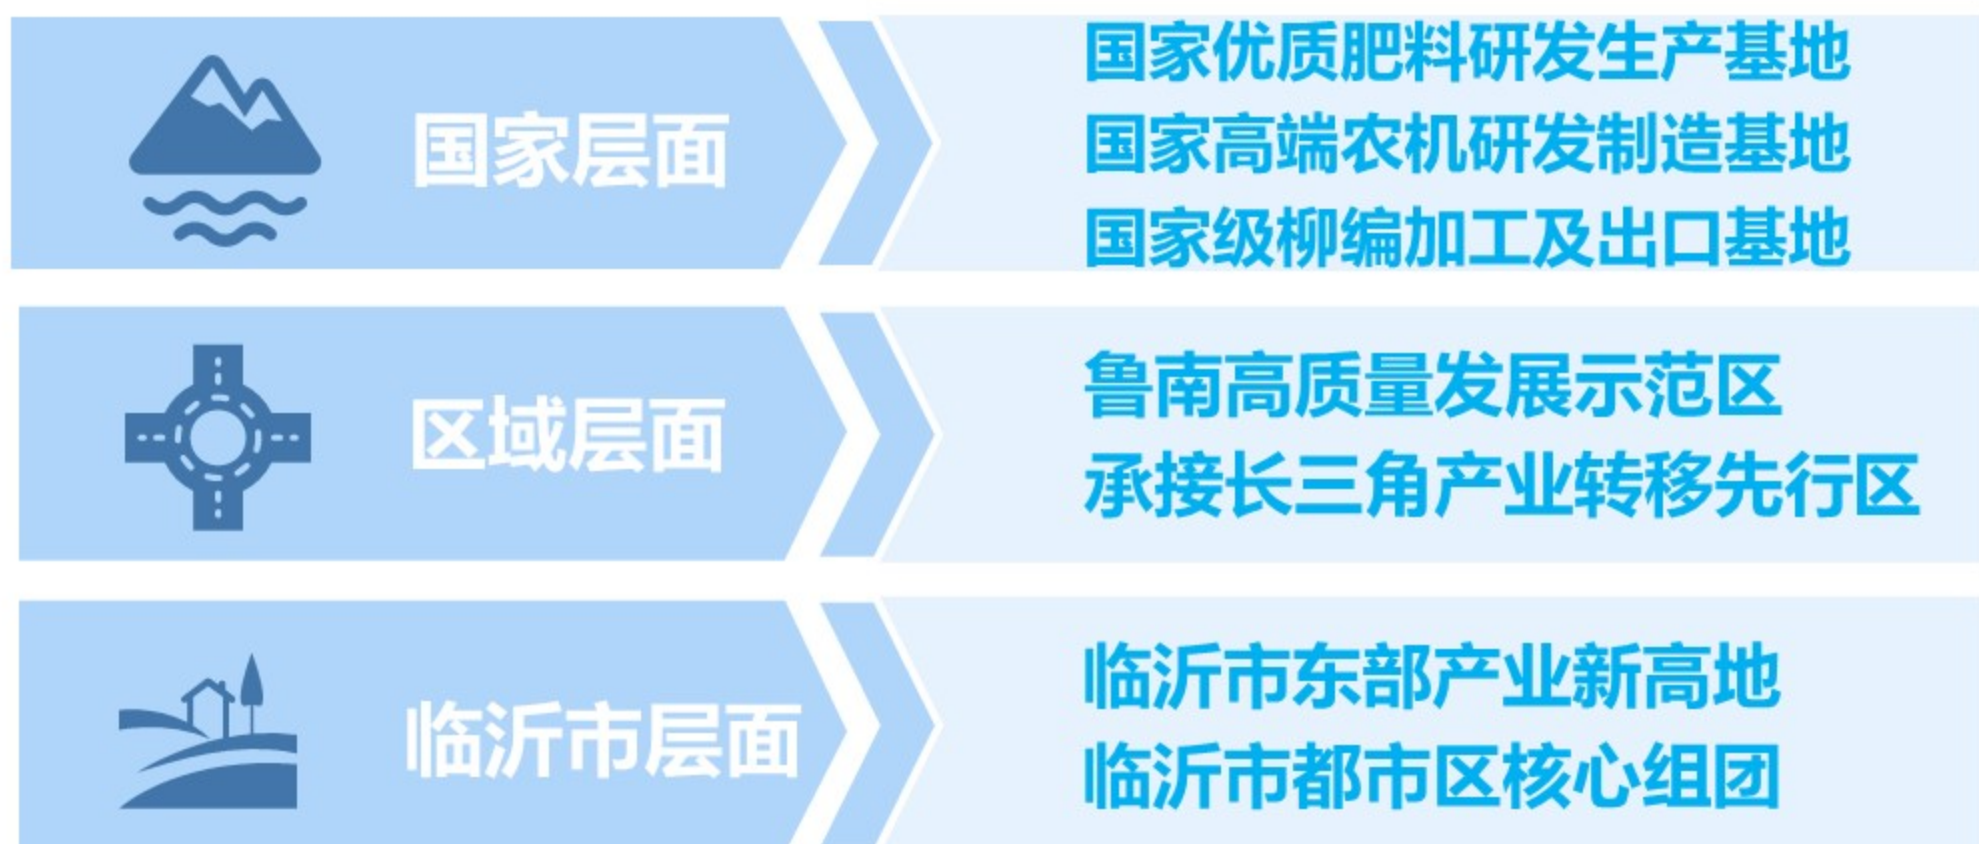 国家层面
国家优质肥料研发生产基地
国家高端农机研发制造基地
国家级柳编加工及出口基地
区域层面
鲁南高质量发展示范区
承接长三角产业转移先行区
临沂市层面
临沂市东部产业新高地
临沂市都市区核心组团